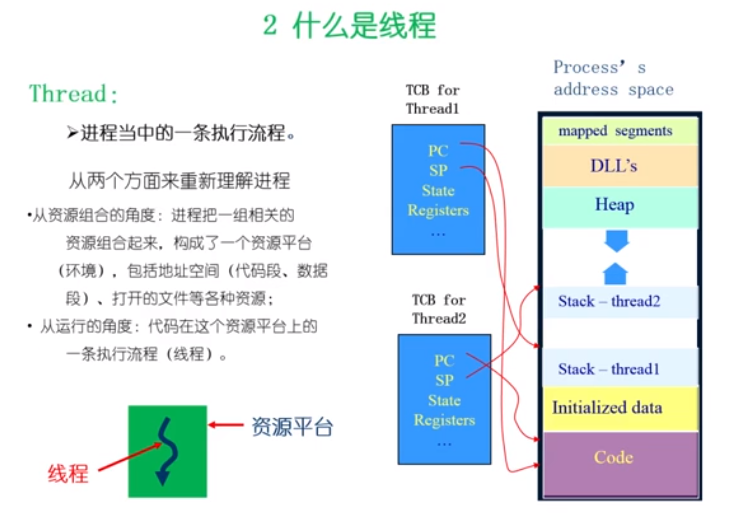 2 什么是线程
Thread：
➢进程当中的一条执行流程。
从两个方面来重新理解进程
•从资源组合的角度：进程把一组相关的
资源组合起来，构成了一个资源平台
（环境），包括地址空间（代码段、数据
段）、打开的文件等各种资源；
• 从运行的角度：代码在这个资源平台上的
一条执行流程（线程）。
资源平台
线程
TCB for
Thread1
PC
SP
State
Registers
…
TCB for
Thread2
PC
SP
State
Registers
…
Process’s
address space
mapped segments
DLL's
Heap
Stack – thread2
Stack – thread1
Initialized data
Code